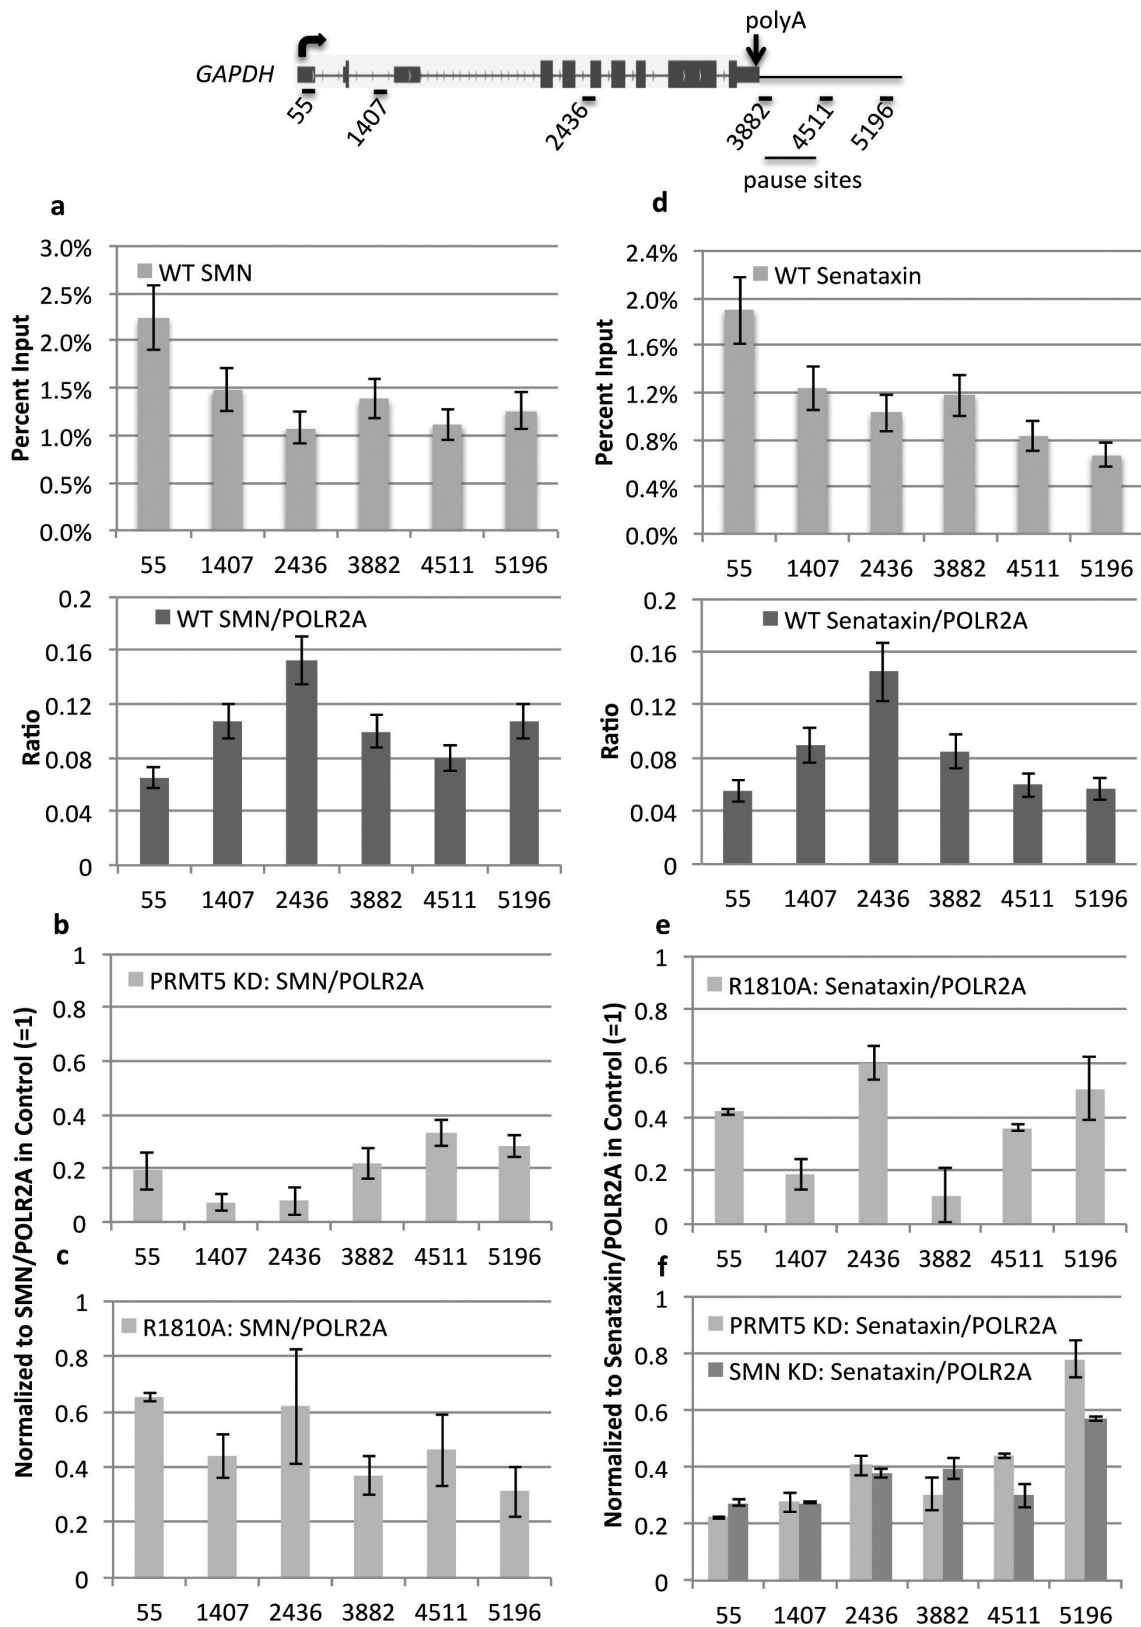 polyA
GAPDH
55 1407 2436 3882 4511 5196
pause sites
a
3.0%
2.5%
2.0%
1.5%
1.0%
0.5%
0.0%
Percent Input
WT SMN
55 1407 2436 3882 4511 5196
0.2
0.16
0.12
0.08
0.04
0
Ratio
WT SMN/POLR2A
55 1407 2436 3882 4511 5196
b
1
0.8
0.6
0.4
0.2
0
PRMT5 KD: SMN/POLR2A
55 1407 2436 3882 4511 5196
Normalized to SMN/POLR2A in Control (=1)
c
1
0.8
0.6
0.4
0.2
0
R1810A: SMN/POLR2A
55 1407 2436 3882 4511 5196
d
2.4%
2.0%
1.6%
1.2%
0.8%
0.4%
0.0%
Percent Input
WT Senataxin
55 1407 2436 3882 4511 5196
0.2
0.16
0.12
0.08
0.04
0
Ratio
WT Senataxin/POLR2A
55 1407 2436 3882 4511 5196
e
1
0.8
0.6
0.4
0.2
0
R1810A: Senataxin/POLR2A
55 1407 2436 3882 4511 5196
Normalized to Senataxin/POLR2A in Control (=1)
f
1
0.8
0.6
0.4
0.2
0
PRMT5 KD: Senataxin/POLR2A
SMN KD: Senataxin/POLR2A
55 1407 2436 3882 4511 5196